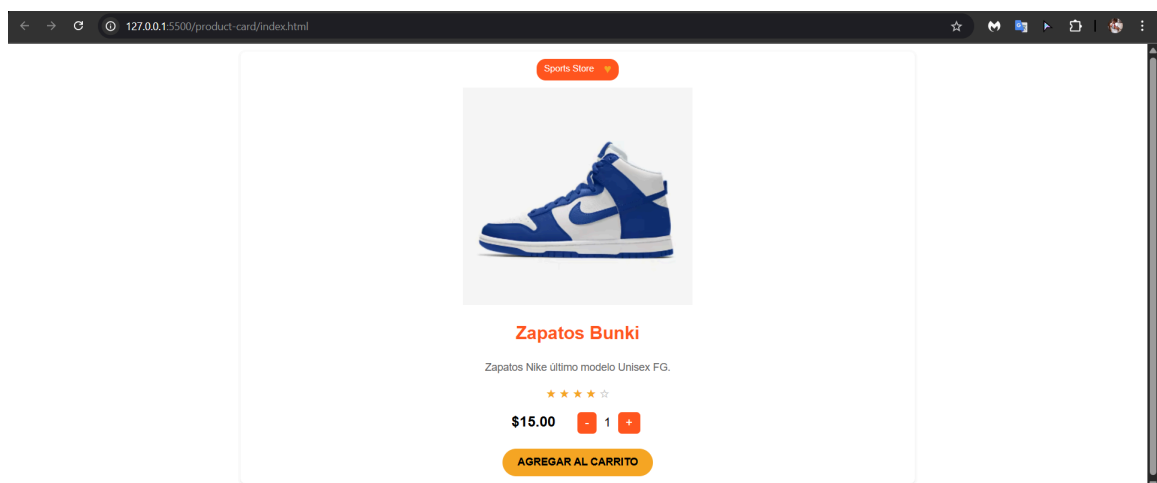 127.0.0.1:5500/product-card/index.html
Sports Store ♥
Zapatos Bunki
Zapatos Nike último modelo Unisex FG.
★ ★ ★ ★ ☆
$15.00 - 1 +
AGREGAR AL CARRITO